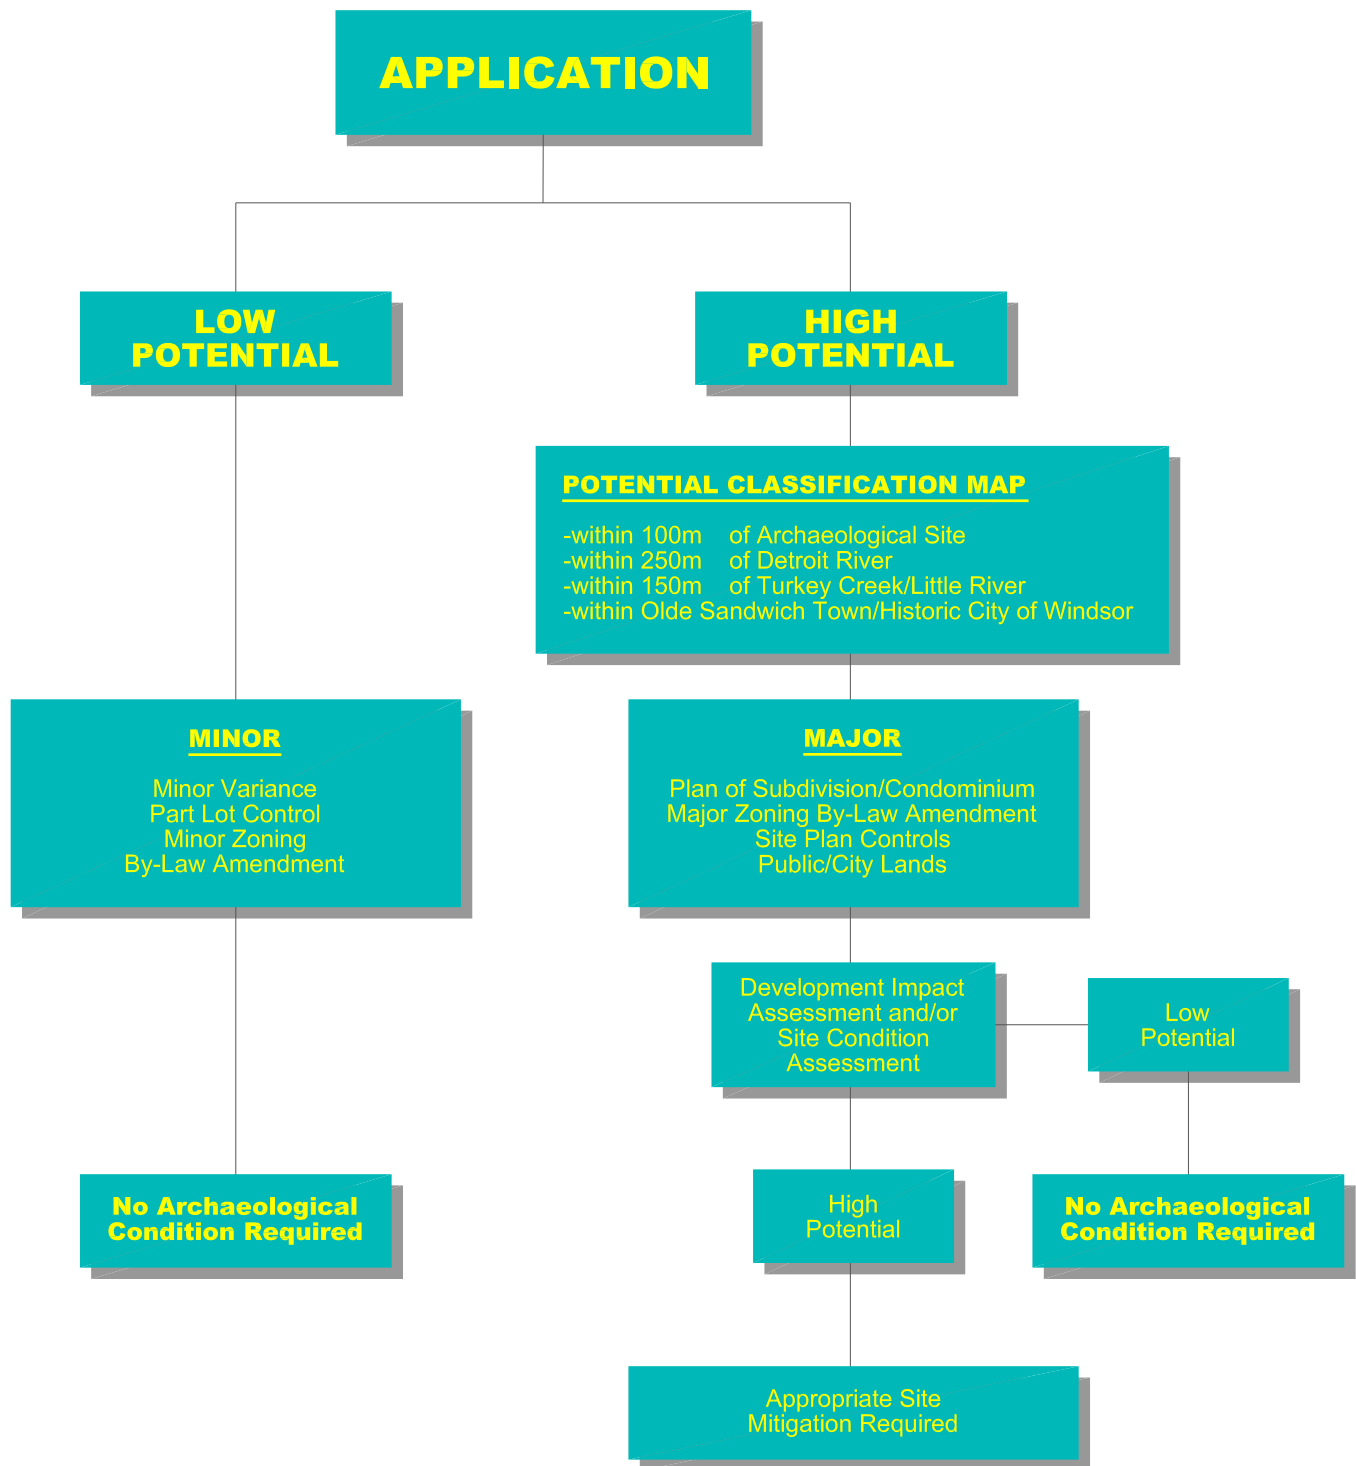 APPLICATION
LOW
POTENTIAL
HIGH
POTENTIAL
POTENTIAL CLASSIFICATION MAP
-within 100m of Archaeological Site
-within 250m of Detroit River
-within 150m of Turkey Creek/Little River
-within Olde Sandwich Town/Historic City of Windsor
MINOR
Minor Variance
Part Lot Control
Minor Zoning
By-Law Amendment
MAJOR
Plan of Subdivision/Condominium
Major Zoning By-Law Amendment
Site Plan Controls
Public/City Lands
Development Impact
Assessment and/or
Site Condition
Assessment
Low
Potential
No Archaeological
Condition Required
High
Potential
No Archaeological
Condition Required
Appropriate Site
Mitigation Required